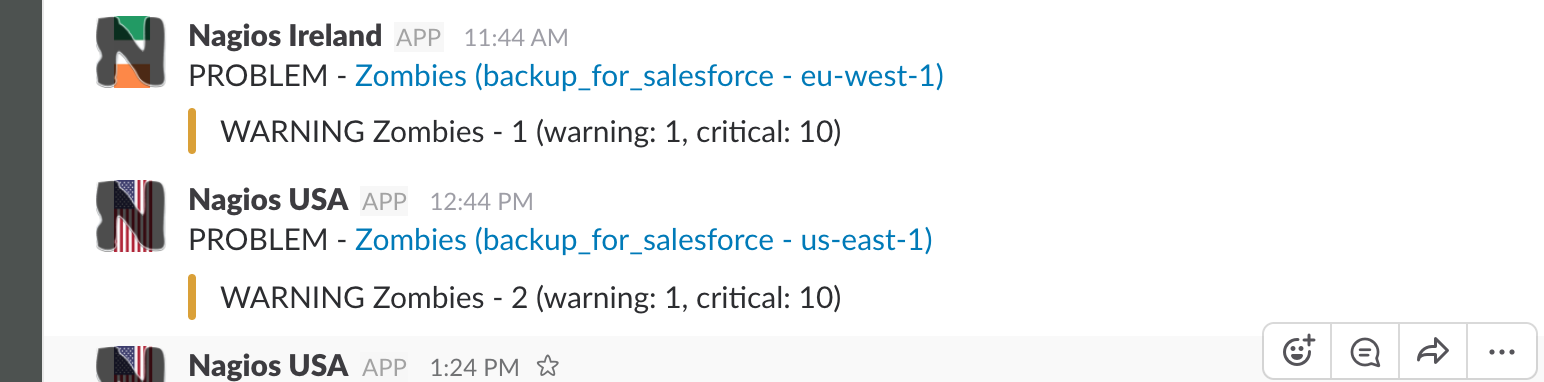 Nagios Ireland APP 11:44 AM
PROBLEM - Zombies (backup_for_salesforce - eu-west-1)
WARNING Zombies - 1 (warning: 1, critical: 10)
Nagios USA APP 12:44 PM
PROBLEM - Zombies (backup_for_salesforce - us-east-1)
WARNING Zombies - 2 (warning: 1, critical: 10)
Nagios USA APP 1:24 PM